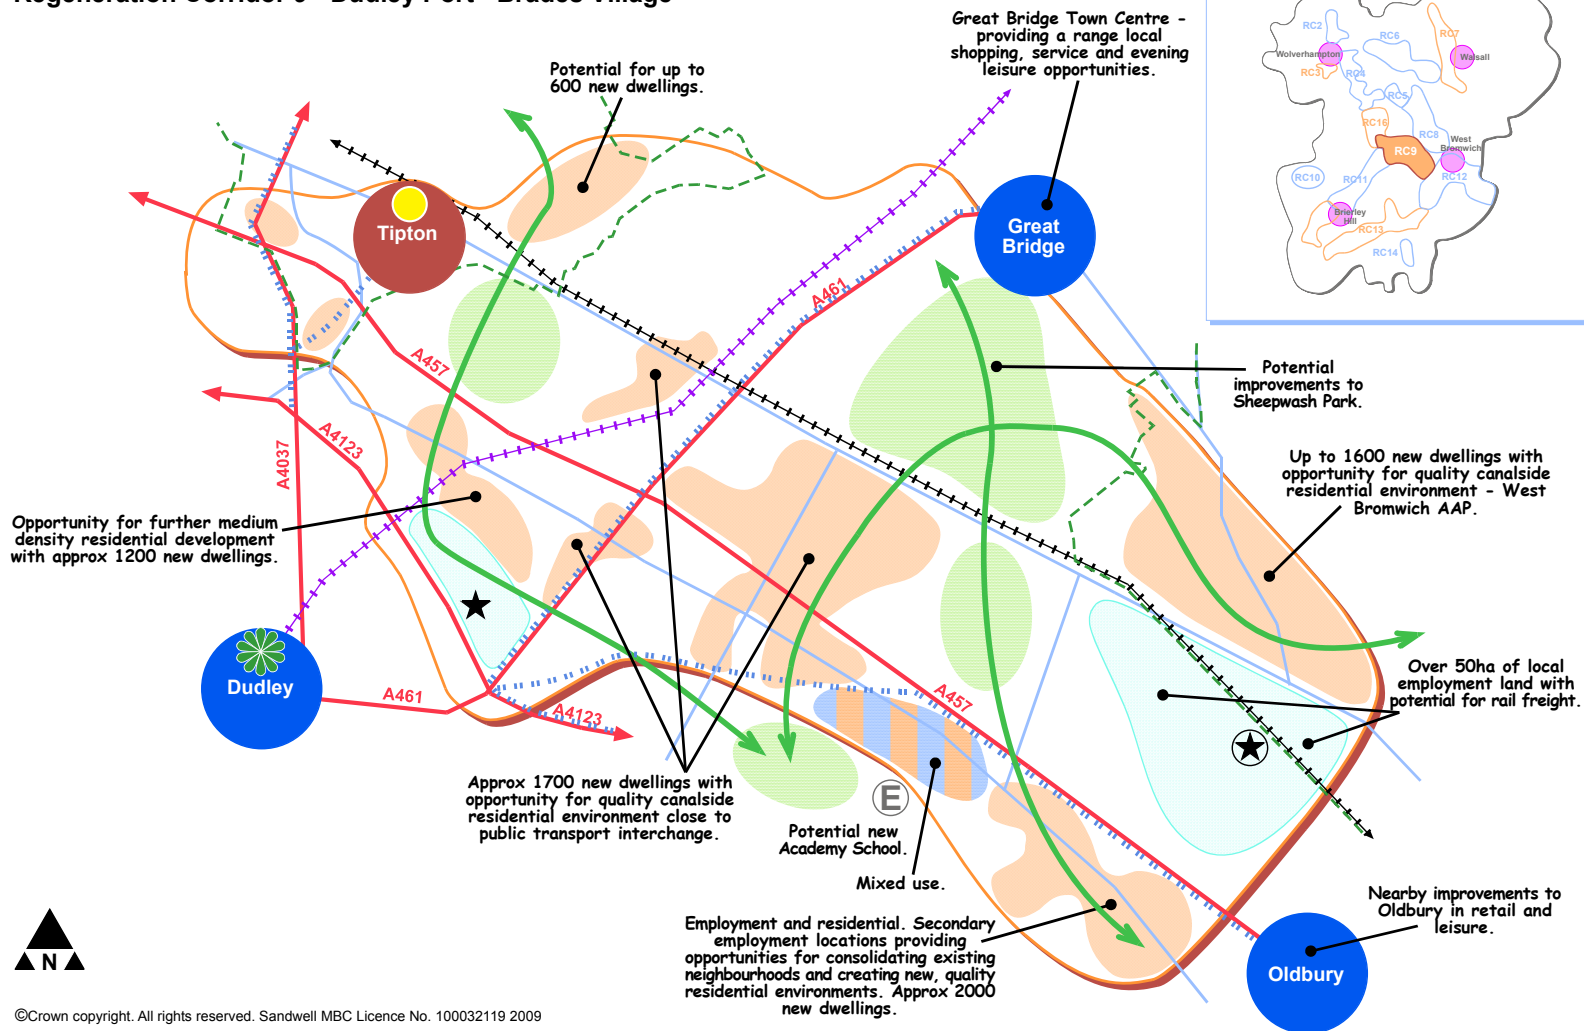 Regeneration Corridor 9 - Dudley Port - Brades Village
Great Bridge Town Centre -
providing a range local
shopping, service and evening
leisure opportunities.
Potential for up to
600 new dwellings.
RC2
RC6
RC7
Wolverhampton
Walsall
RC3
RC4
RC5
RC16
RC8
West
Bromwich
RC9
RC10
RC11
RC12
Brierley
Hill
RC13
RC14
Tipton
Great
Bridge
A461
A457
A4123
A4037
Potential
improvements to
Sheepwash Park.
Up to 1600 new dwellings with
opportunity for quality canalside
residential environment - West
Bromwich AAP.
Opportunity for further medium
density residential development
with approx 1200 new dwellings.
Dudley
A461
A4123
A457
Over 50ha of local
employment land with
potential for rail freight.
Approx 1700 new dwellings with
opportunity for quality canalside
residential environment close to
public transport interchange.
E
Potential new
Academy School.
Mixed use.
Employment and residential. Secondary
employment locations providing
opportunities for consolidating existing
neighbourhoods and creating new, quality
residential environments. Approx 2000
new dwellings.
Nearby improvements to
Oldbury in retail and
leisure.
Oldbury
N
©Crown copyright. All rights reserved. Sandwell MBC Licence No. 100032119 2009